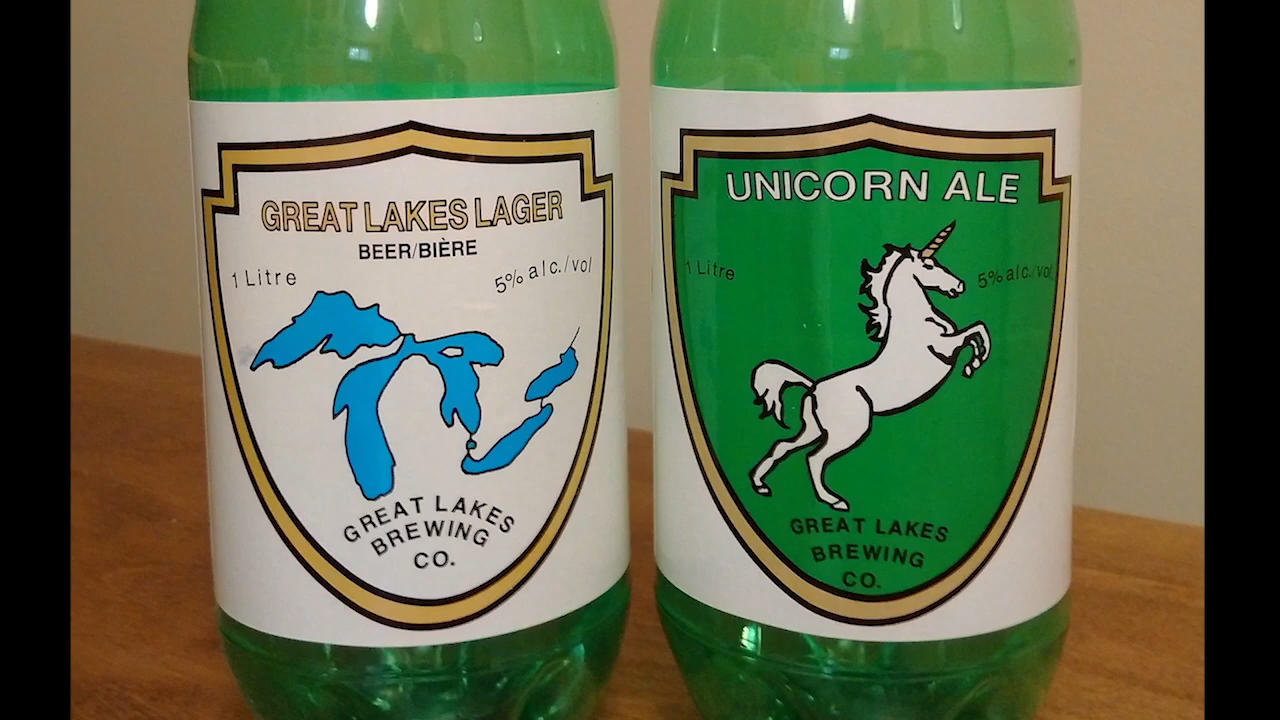 GREAT LAKES LAGER
BEER/BIÈRE
1 Litre
5% alc./vol
GREAT LAKES
BREWING
CO.
UNICORN ALE
1 Litre
5% alc./vol
GREAT LAKES
BREWING
CO.